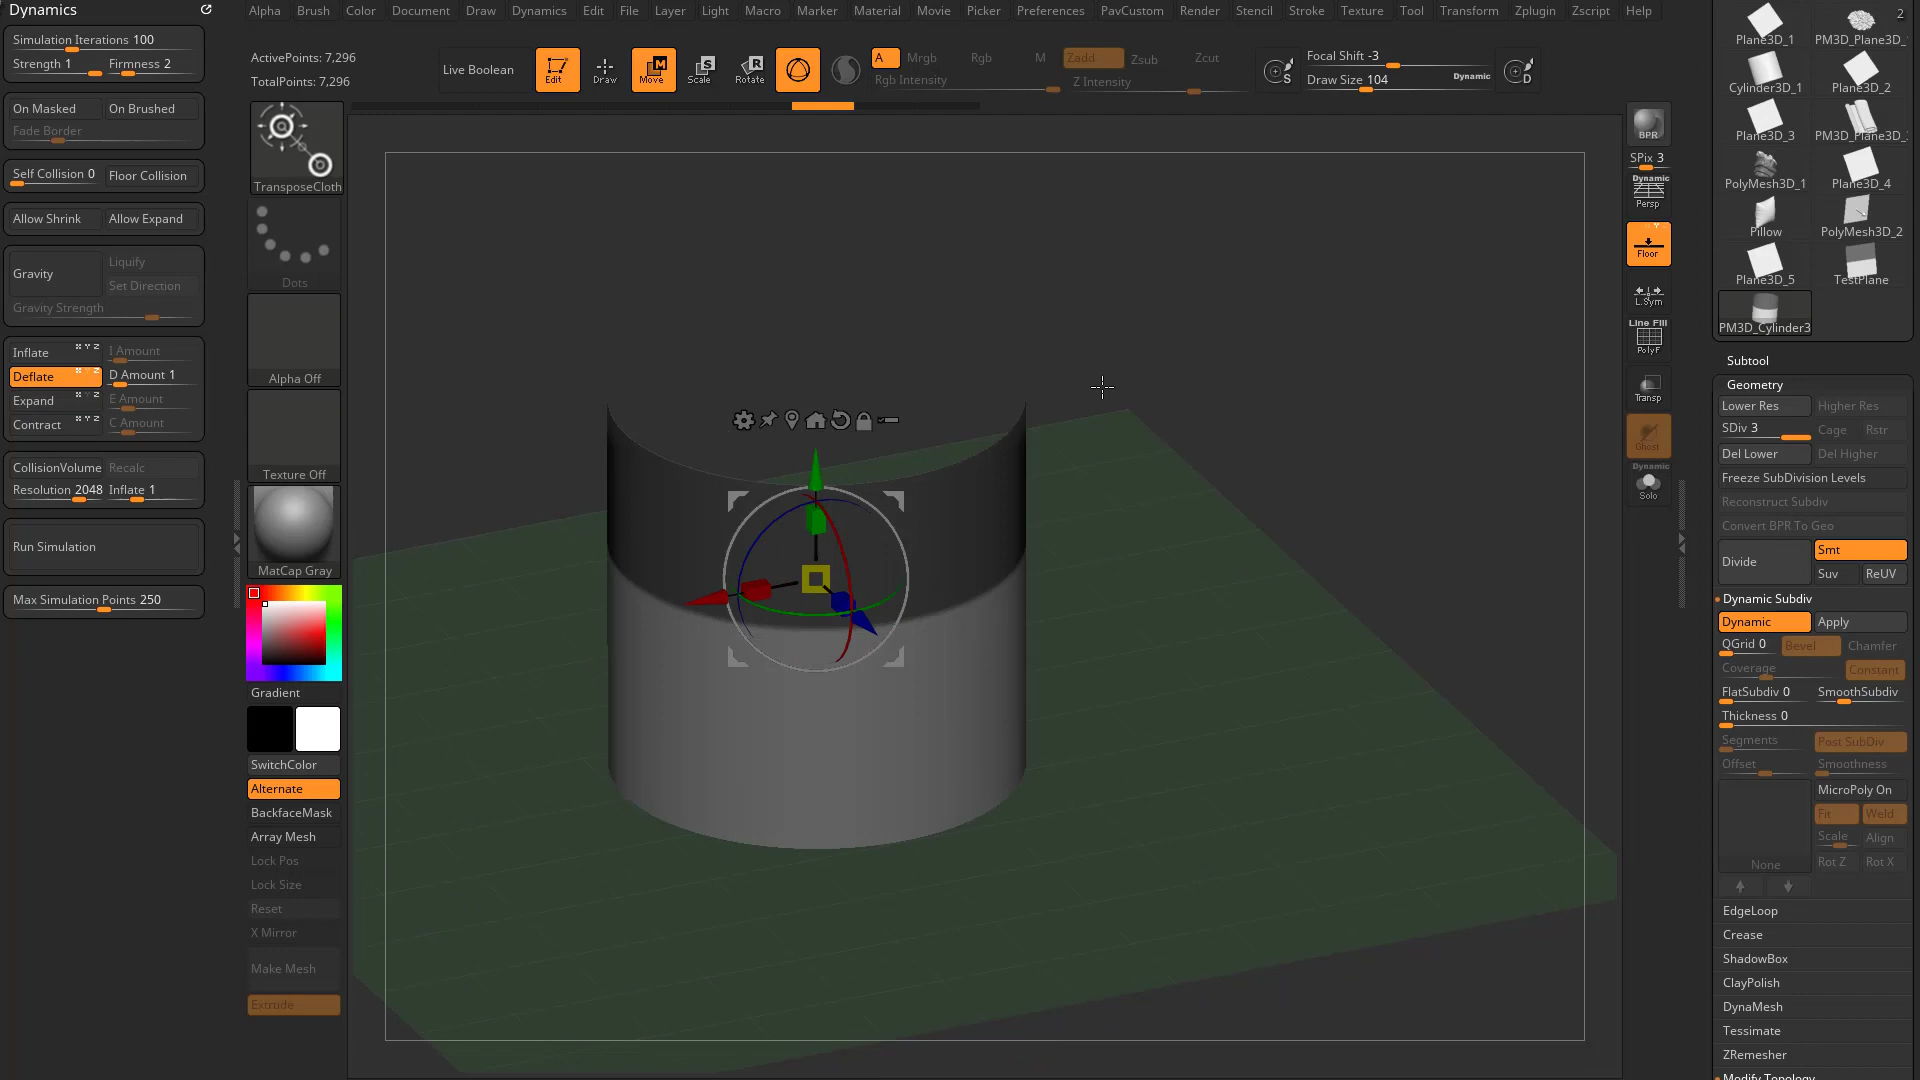 Dynamics
Alpha Brush Color Document Draw Dynamics Edit File Layer Light Macro Marker Material Movie Picker Preferences PavCustom Render Stencil Stroke Texture Tool Transform Zplugin Zscript Help
Simulation Iterations 100
Strength 1 Firmness 2
On Masked On Brushed
Fade Border
Self Collision 0 Floor Collision
Allow Shrink Allow Expand
Gravity
Liquify
Set Direction
Gravity Strength
Inflate I Amount
Deflate D Amount 1
Expand E Amount
Contract C Amount
CollisionVolume Recalc
Resolution 2048 Inflate 1
Run Simulation
Max Simulation Points 250
ActivePoints: 7,296
TotalPoints: 7,296
Live Boolean
Edit
Draw
Move
Scale
Rotate
A Mrgb Rgb M
Rgb Intensity
Zadd Zsub Zcut
Z Intensity
S
Focal Shift -3
Draw Size 104 Dynamic
D
TransposeCloth
Dots
Alpha Off
Texture Off
MatCap Gray
Gradient
SwitchColor
Alternate
BackfaceMask
Array Mesh
Lock Pos
Lock Size
Reset
X Mirror
Make Mesh
Extrude
BPR
SPix 3
Dynamic
Persp
Floor
L.Sym
Line Fill
PolyF
Transp
Ghost
Dynamic
Solo
2
Plane3D_1 PM3D_Plane3D_
Cylinder3D_1 Plane3D_2
Plane3D_3 PM3D_Plane3D_
PolyMesh3D_1 Plane3D_4
Pillow PolyMesh3D_2
Plane3D_5 TestPlane
PM3D_Cylinder3
Subtool
Geometry
Lower Res Higher Res
SDiv 3 Cage Rstr
Del Lower Del Higher
Freeze SubDivision Levels
Reconstruct Subdiv
Convert BPR To Geo
Divide
Smt
Suv ReUV
Dynamic Subdiv
Dynamic Apply
QGrid 0 Bevel Chamfer
Coverage Constant
FlatSubdiv 0 SmoothSubdiv
Thickness 0
Segments Post SubDiv
Offset Smoothness
MicroPoly On
Fit Weld
Scale Align
None Rot Z Rot X
EdgeLoop
Crease
ShadowBox
ClayPolish
DynaMesh
Tessimate
ZRemesher
Modify Topology